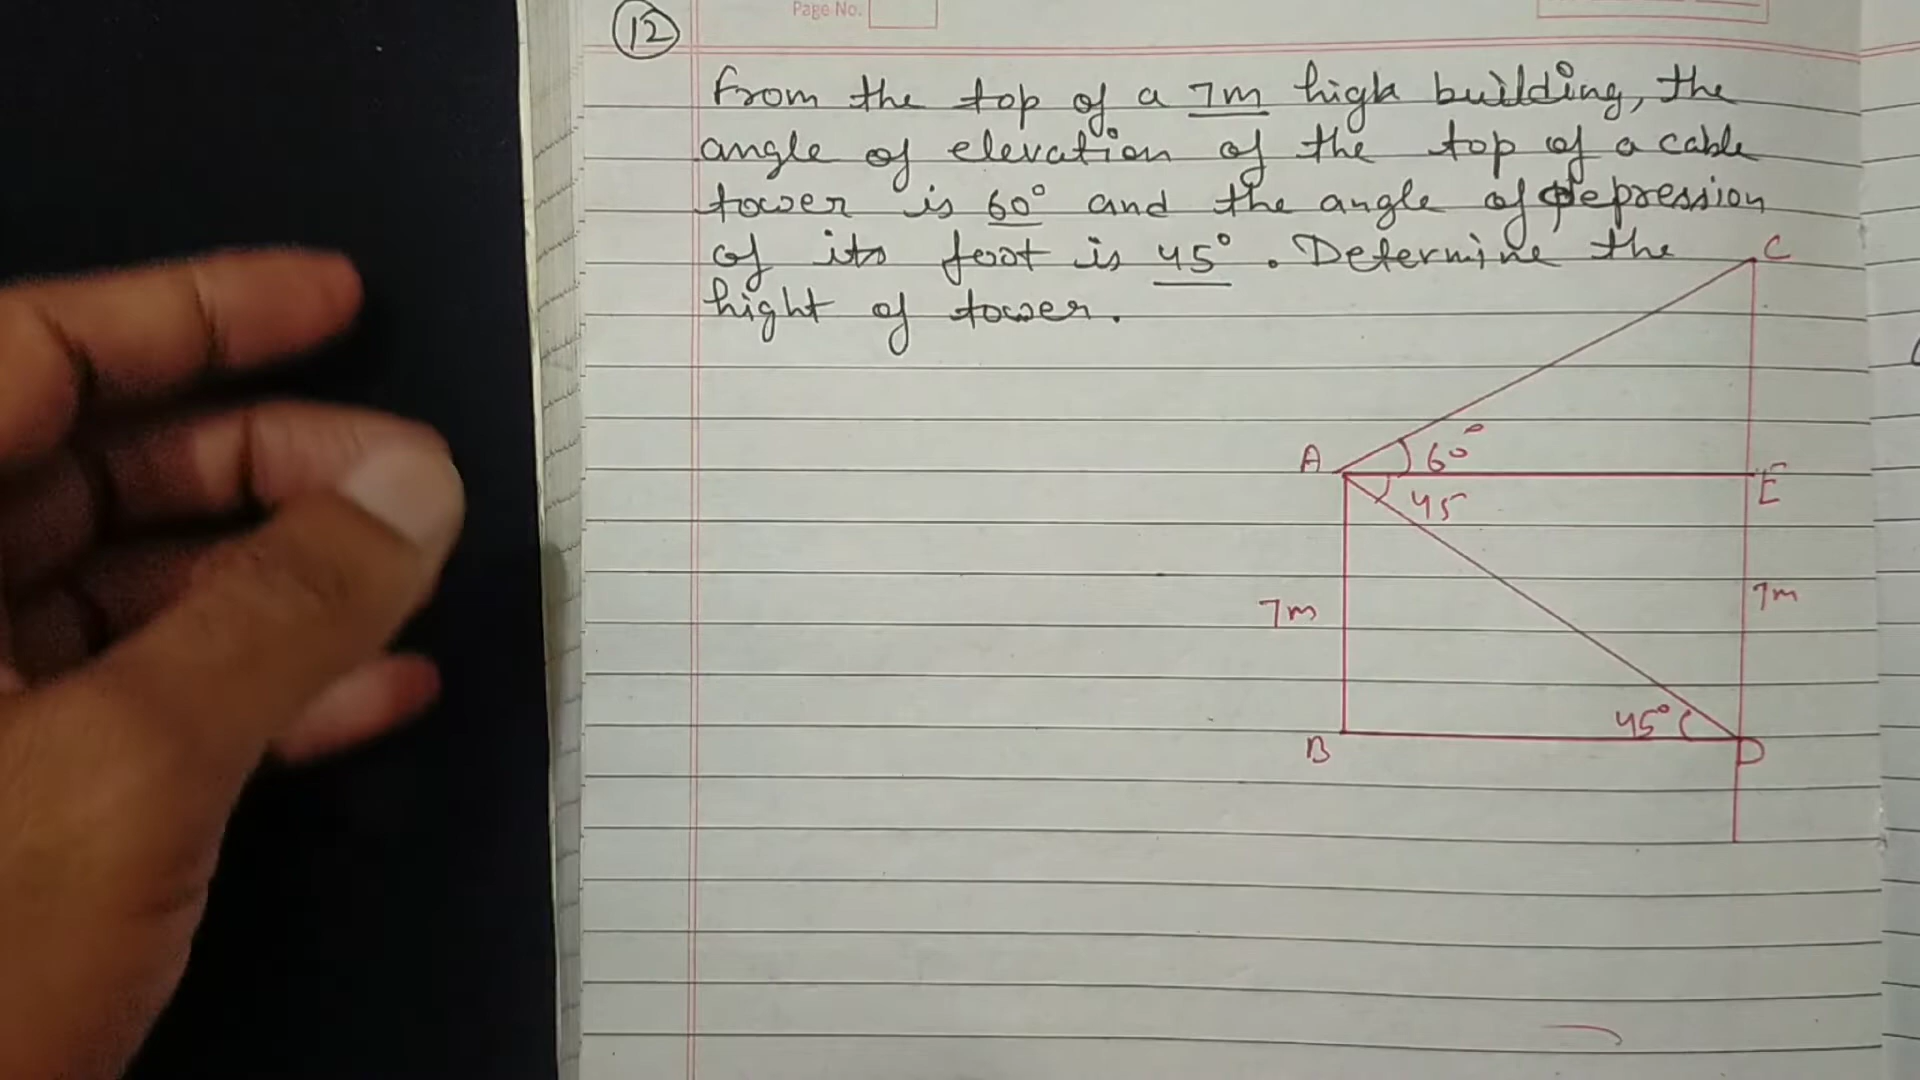 Page No.
12
From the top of a 7m high building, the
angle of elevation of the top of a cable
tower is 60° and the angle of depression
of its foot is 45°. Determine the
hight of tower.
C
A 60°
E
45
7m
7m
45°
B
D